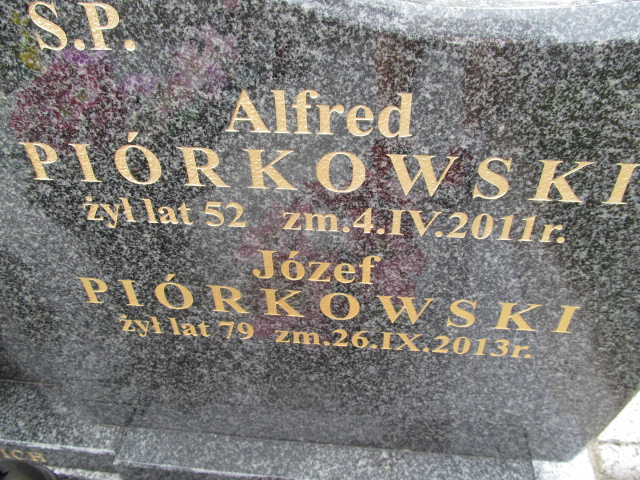 Ś.P.
Alfred
PIÓRKOWSKI
żył lat 52 zm.4.IV.2011r.
Józef
PIÓRKOWSKI
żył lat 79 zm.26.IX.2013r.